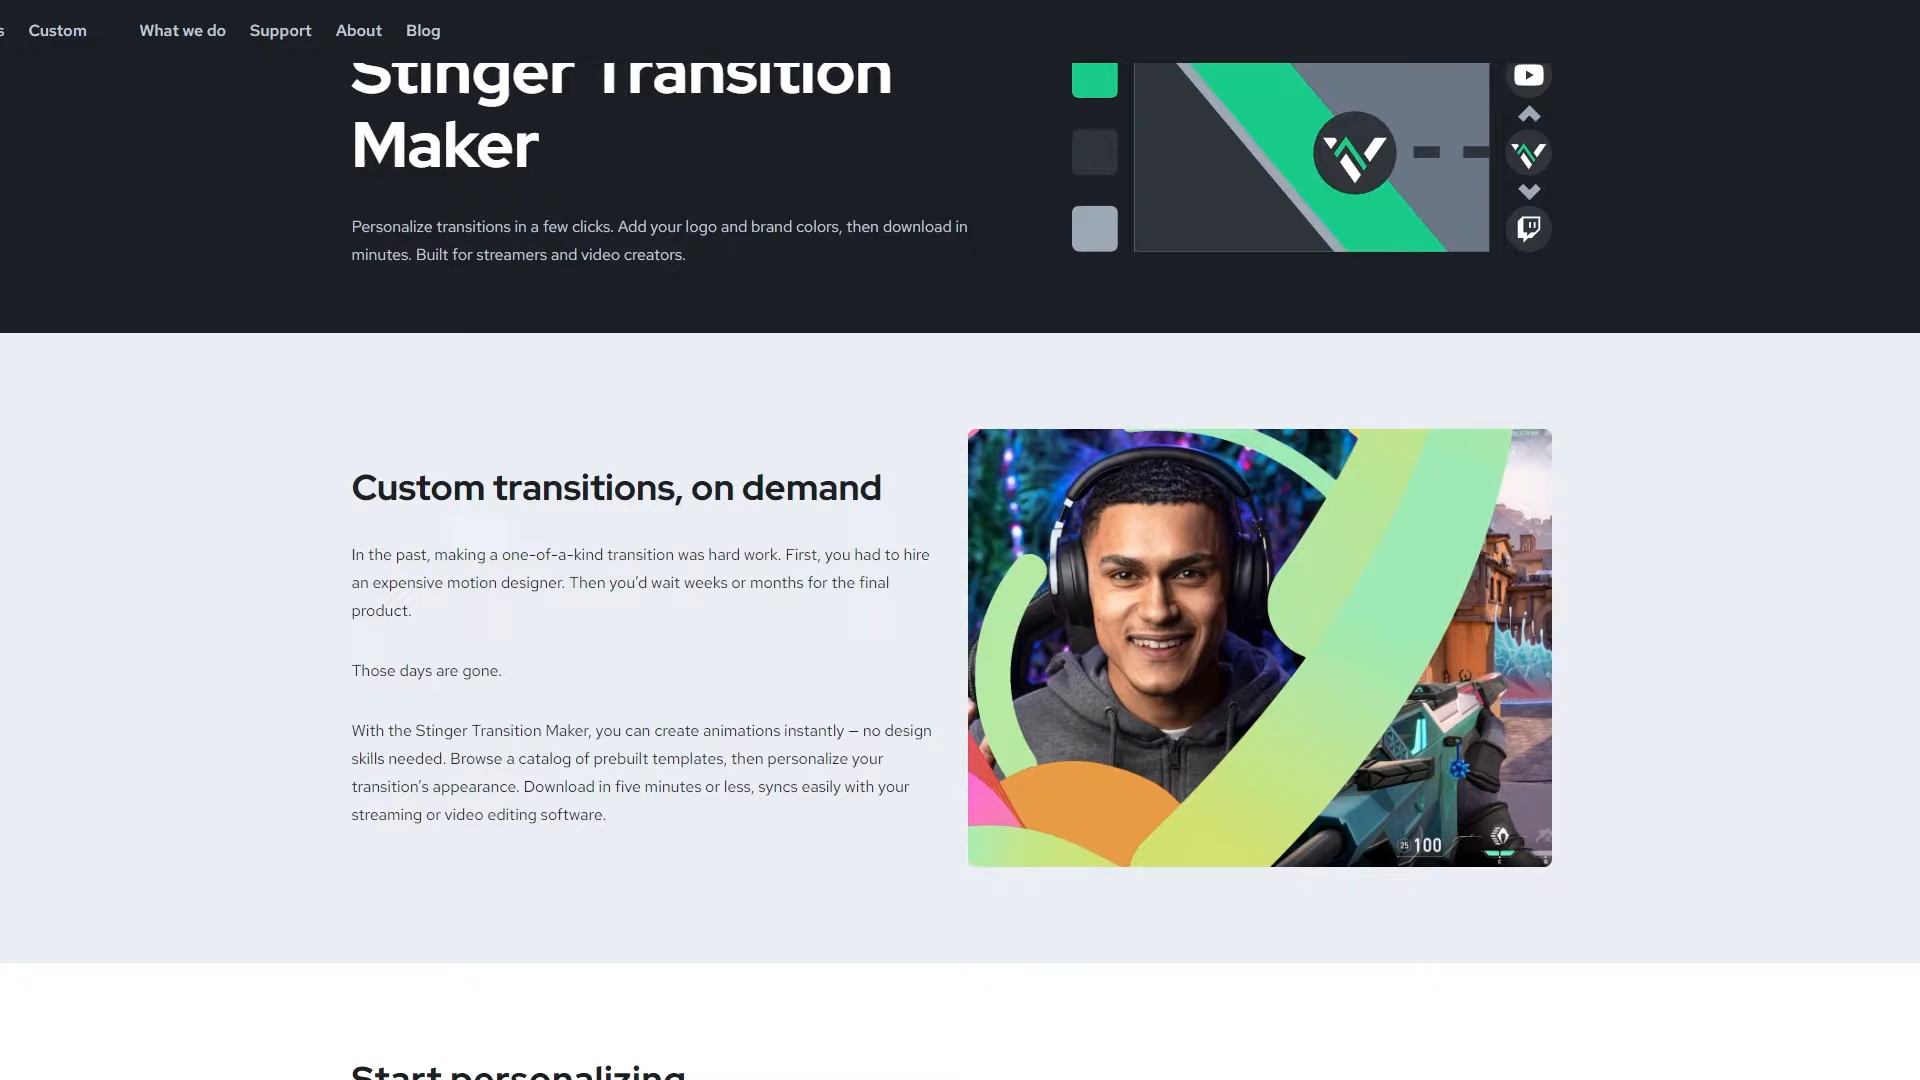 Custom What we do Support About Blog
Stinger Transition
Maker
Personalize transitions in a few clicks. Add your logo and brand colors, then download in
minutes. Built for streamers and video creators.
Custom transitions, on demand
In the past, making a one-of-a-kind transition was hard work. First, you had to hire
an expensive motion designer. Then you’d wait weeks or months for the final
product.
Those days are gone.
With the Stinger Transition Maker, you can create animations instantly – no design
skills needed. Browse a catalog of prebuilt templates, then personalize your
transition’s appearance. Download in five minutes or less, syncs easily with your
streaming or video editing software.
25 100
Start personalizing